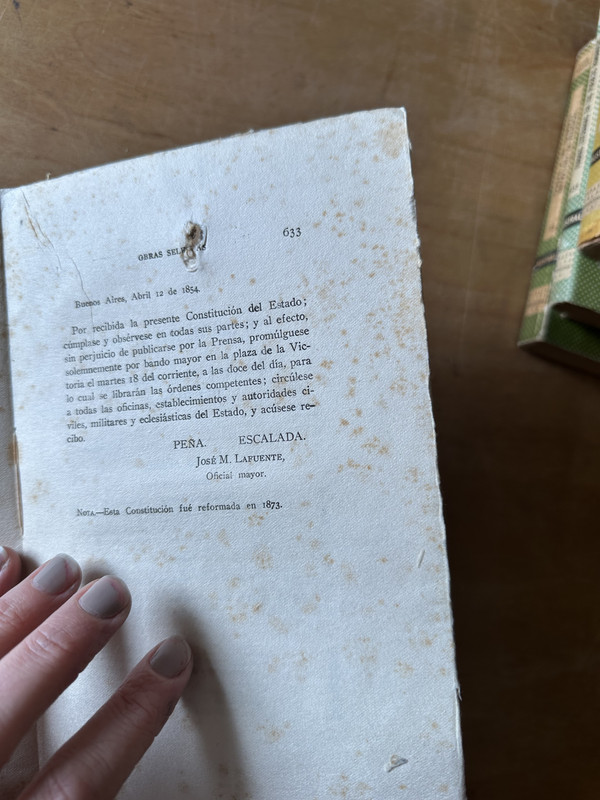 633
OBRAS
Buenos Aires, Abril 12 de 1854.
Por recibida la presente Constitución del Estado;
cúmplase y obsérvese en todas sus partes; y al efecto,
sin perjuicio de publicarse por la Prensa, promúlguese
solemnemente por bando mayor en la plaza de la Vic-
toria el martes 18 del corriente, a las doce del día, para
lo cual se librarán las órdenes competentes; circúlese
a todas las oficinas, establecimientos y autoridades ci-
viles, militares y eclesiásticas del Estado, y acúsese re-
cibo.
PEÑA. ESCALADA.
JOSÉ M. LAFUENTE,
Oficial mayor.
NOTA.—Esta Constitución fué reformada en 1873.